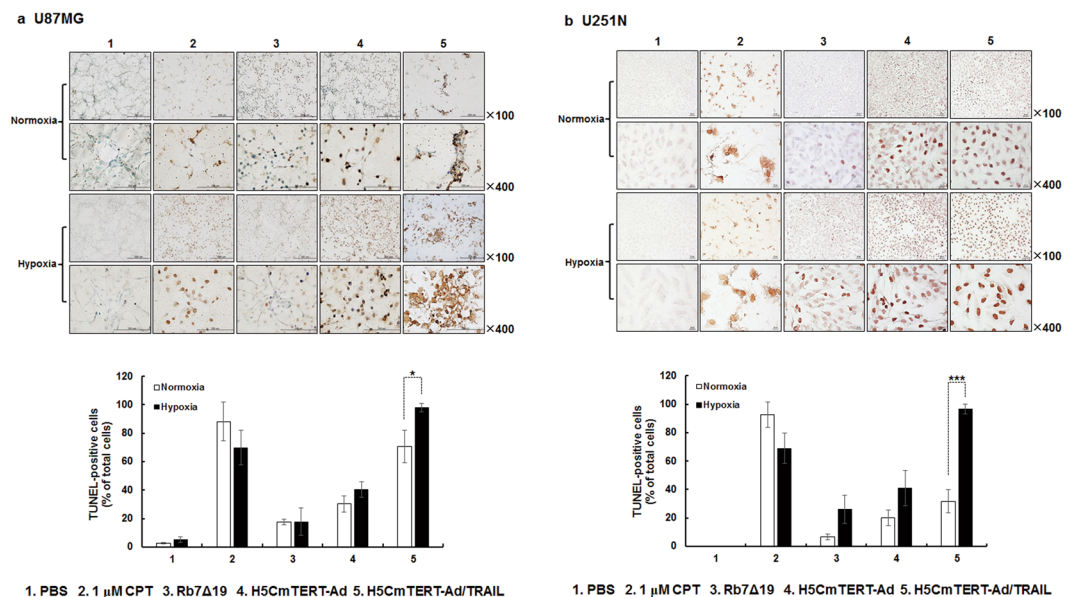 a U87MG
1 2 3 4 5
Normoxia
×100
×400
Hypoxia
×100
×400
120
100
80
60
40
20
0
TUNEL-positive cells
(% of total cells)
Normoxia
Hypoxia
*
1 2 3 4 5
1. PBS 2. 1 μM CPT 3. Rb7Δ19 4. H5CmTERT-Ad 5. H5CmTERT-Ad/TRAIL
b U251N
1 2 3 4 5
Normoxia
×100
×400
Hypoxia
×100
×400
120
100
80
60
40
20
0
TUNEL-positive cells
(% of total cells)
Normoxia
Hypoxia
***
1 2 3 4 5
1. PBS 2. 1 μM CPT 3. Rb7Δ19 4. H5CmTERT-Ad 5. H5CmTERT-Ad/TRAIL